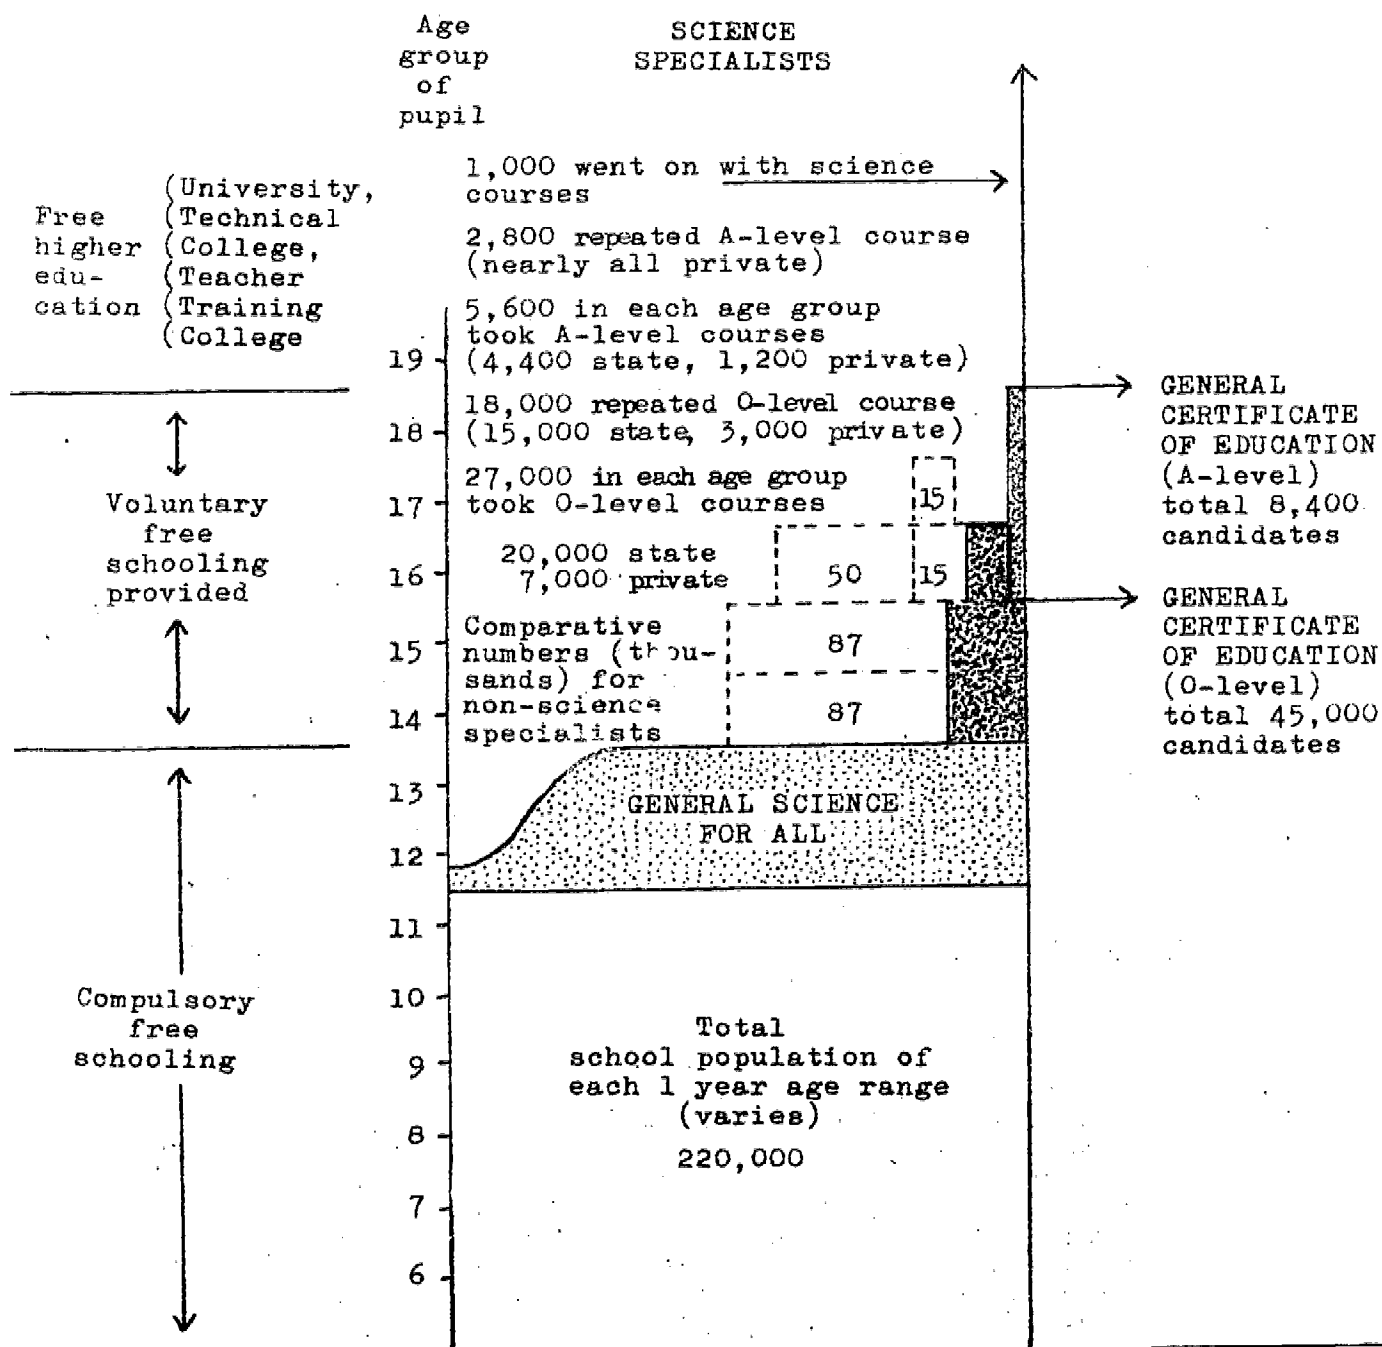 Age
group
of
pupil
SCIENCE
SPECIALISTS
1,000 went on with science
courses
2,800 repeated A-level course
(nearly all private)
5,600 in each age group
took A-level courses
(4,400 state, 1,200 private)
18,000 repeated O-level course
(15,000 state, 3,000 private)
27,000 in each age group
took O-level courses
20,000 state
7,000 private
Comparative
numbers (thou-
sands) for
non-science
specialists
Free
higher
edu-
cation
(University,
(Technical
(College,
(Teacher
(Training
(College
Voluntary
free
schooling
provided
Compulsory
free
schooling
19
18
17
16
15
14
13
12
11
10
9
8
7
6
15
50
15
87
87
GENERAL SCIENCE
FOR ALL
Total
school population of
each 1 year age range
(varies)
220,000
GENERAL
CERTIFICATE
OF EDUCATION
(A-level)
total 8,400
candidates
GENERAL
CERTIFICATE
OF EDUCATION
(O-level)
total 45,000
candidates